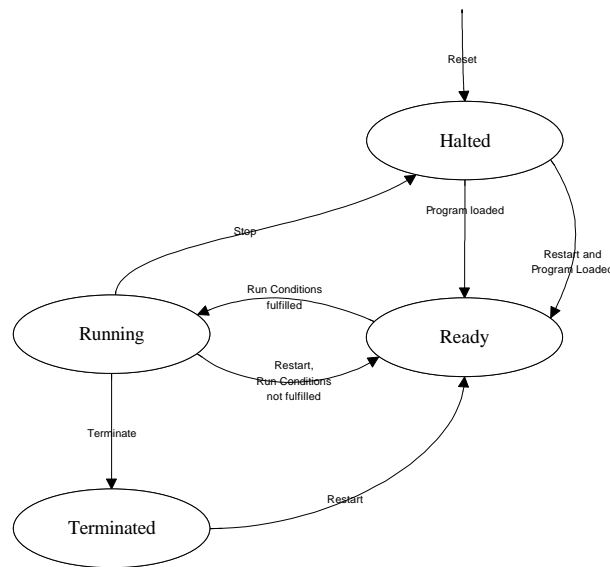 Reset
Halted
Program loaded
Stop
Restart and
Program Loaded
Run Conditions
fulfilled
Running
Ready
Restart,
Run Conditions
not fulfilled
Terminate
Restart
Terminated